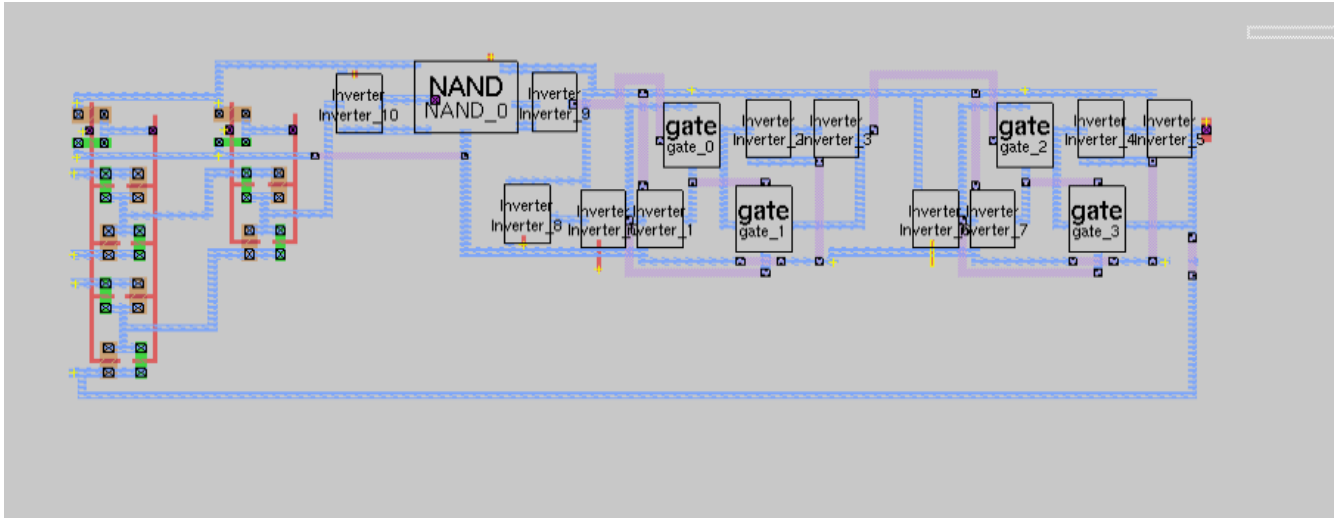 Inverter
Inverter_10
NAND
NAND_0
Inverter
Inverter_9
gate
gate_0
Inverter
Inverter_2
Inverter
Inverter_3
gate
gate_2
Inverter
Inverter_4
Inverter
Inverter_5
Inverter
Inverter_8
Inverter
Inverter
Inverter_1
gate
gate_1
Inverter
Inverter_6
Inverter
Inverter_7
gate
gate_3